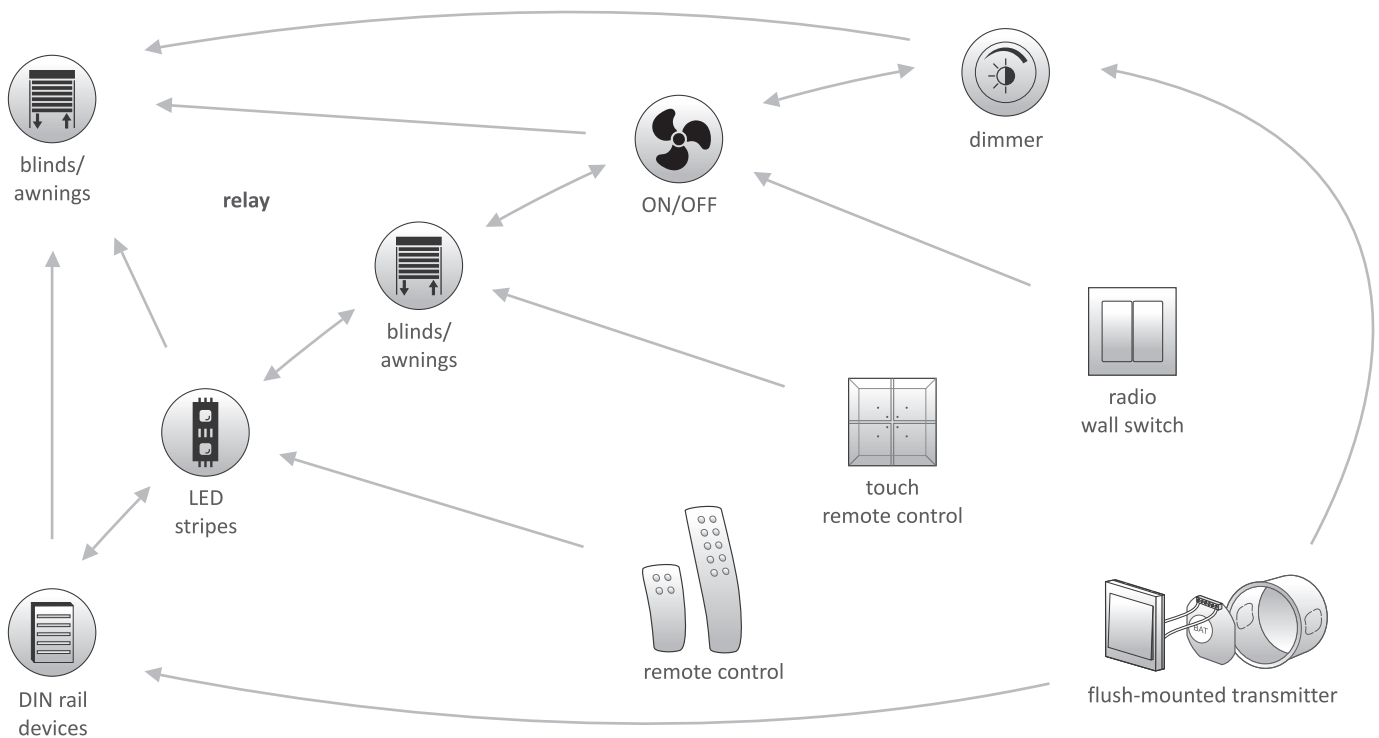 dimmer
blinds/
awnings
relay
ON/OFF
blinds/
awnings
radio
wall switch
LED
stripes
touch
remote control
BAT
remote control
flush-mounted transmitter
DIN rail
devices